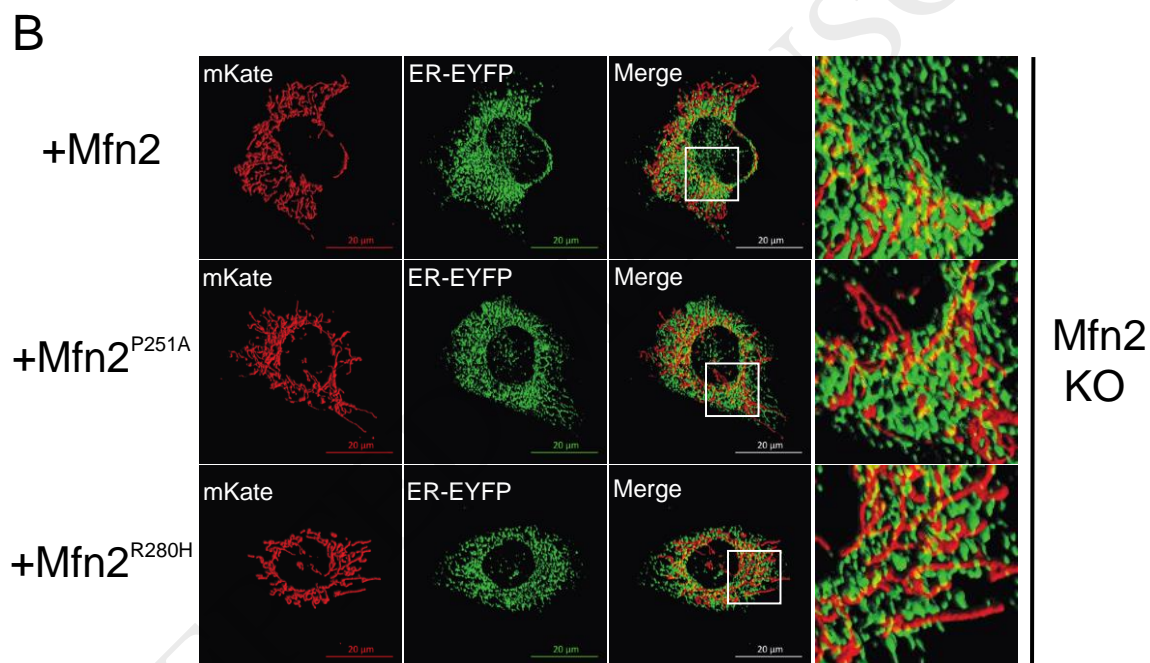 B
mKate ER-EYFP Merge
+Mfn2
20 µm 20 µm 20 µm
mKate ER-EYFP Merge
+Mfn2P251A
20 µm 20 µm 20 µm
Mfn2
KO
mKate ER-EYFP Merge
+Mfn2R280H
20 µm 20 µm 20 µm